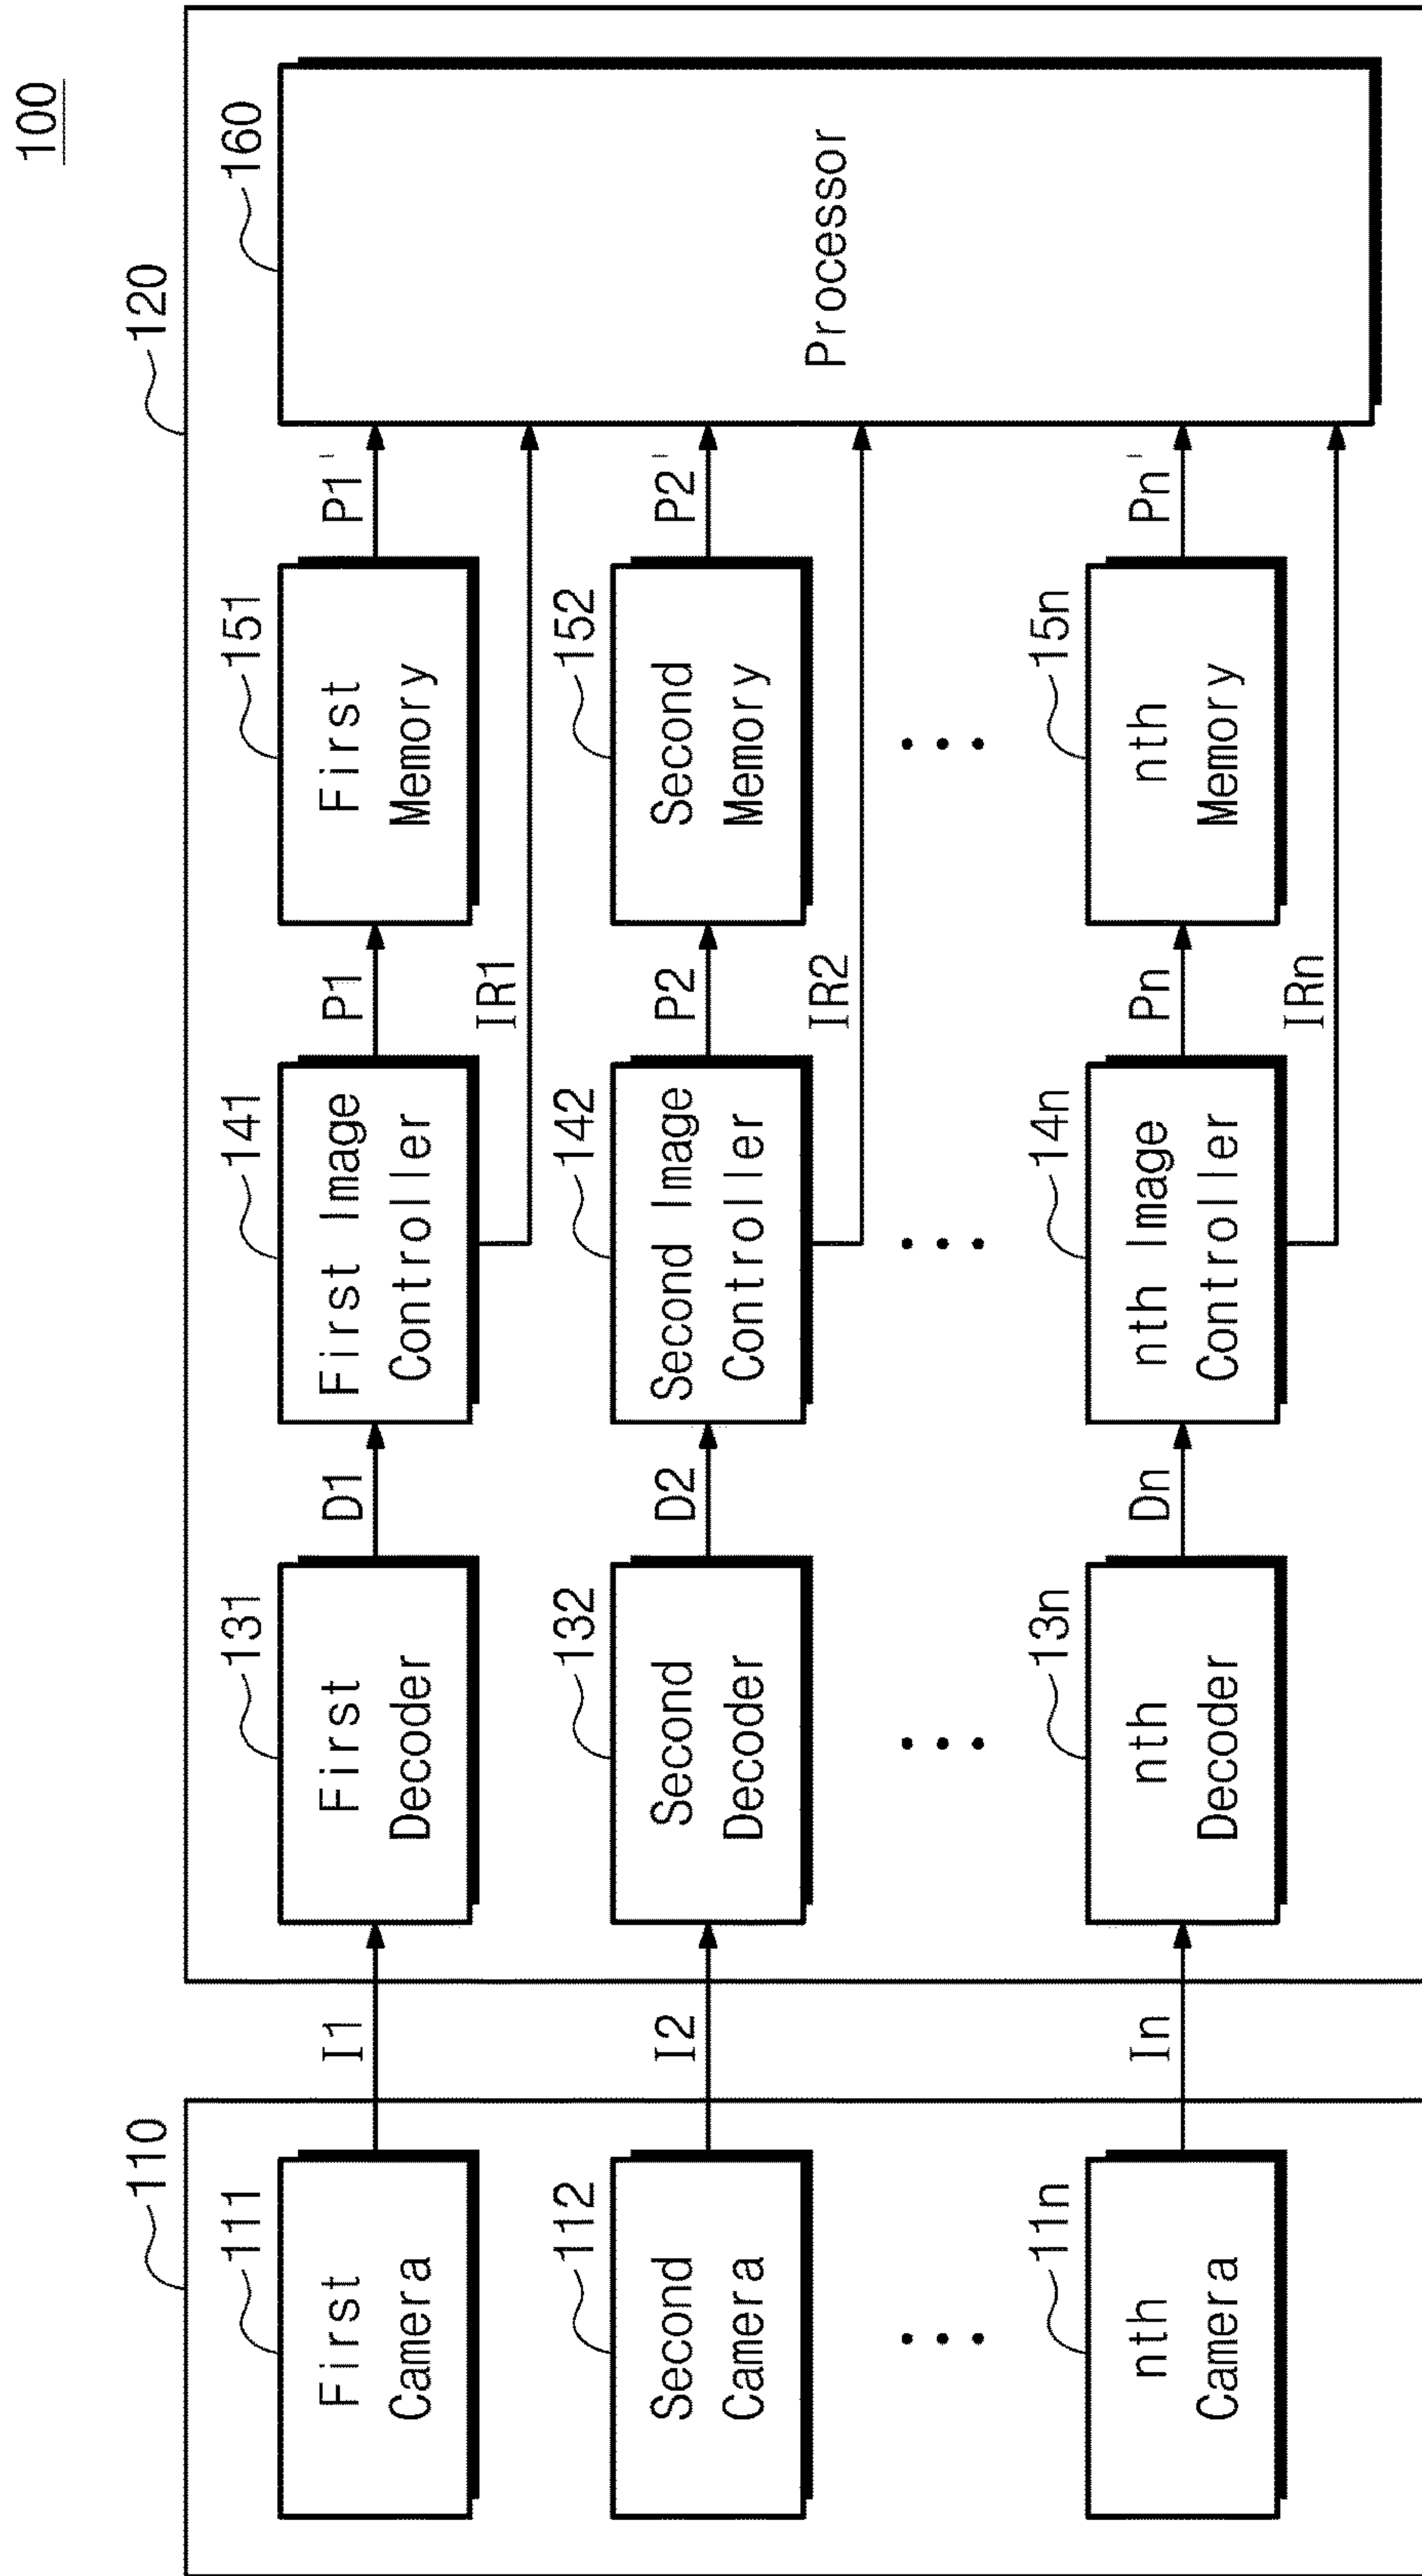 100
110
120
111
First
Camera
I1
131
First
Decoder
D1
141
First Image
Controller
P1
IR1
151
First
Memory
P1'
160
Processor
112
Second
Camera
I2
132
Second
Decoder
D2
142
Second Image
Controller
P2
IR2
152
Second
Memory
P2'
11n
nth
Camera
In
13n
nth
Decoder
Dn
14n
nth Image
Controller
Pn
IRn
15n
nth
Memory
Pn'